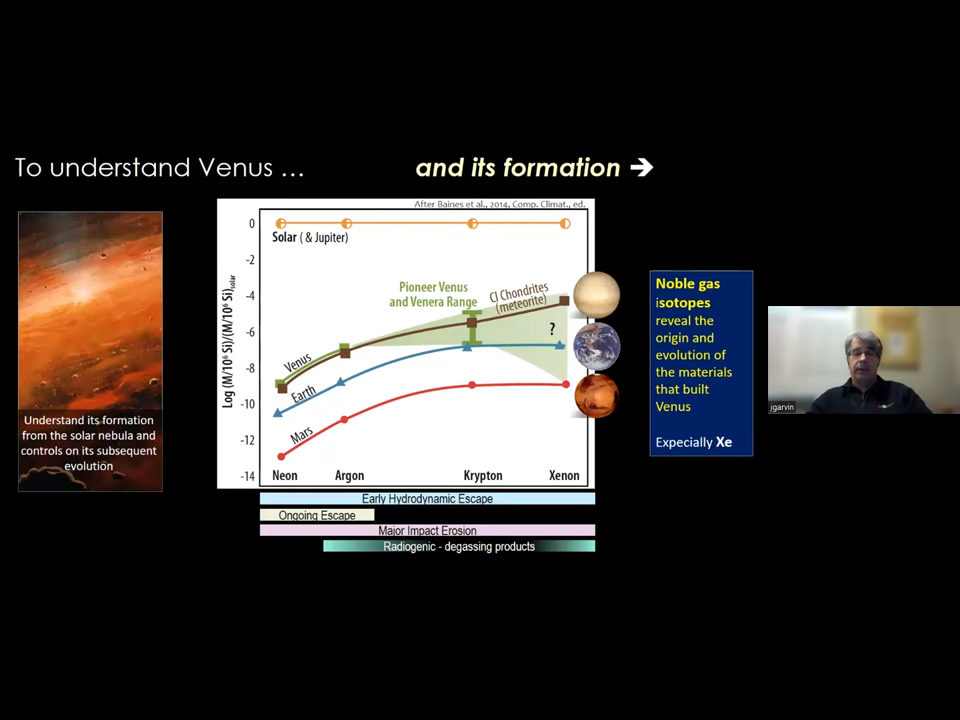 To understand Venus …
and its formation ➔
After Baines et al., 2014, Comp. Climat., ed.
Log (M/10⁶ Si)/(M/10⁶ Si)solar
0
-2
-4
-6
-8
-10
-12
-14
Solar ( & Jupiter)
Pioneer Venus
and Venera Range
CI Chondrites
(meteorite)
?
Venus
Earth
Mars
Neon
Argon
Krypton
Xenon
Early Hydrodynamic Escape
Ongoing Escape
Major Impact Erosion
Radiogenic - degassing products
Understand its formation
from the solar nebula and
controls on its subsequent
evolution
Noble gas
isotopes
reveal the
origin and
evolution of
the materials
that built
Venus
Expecially Xe
jgarvin